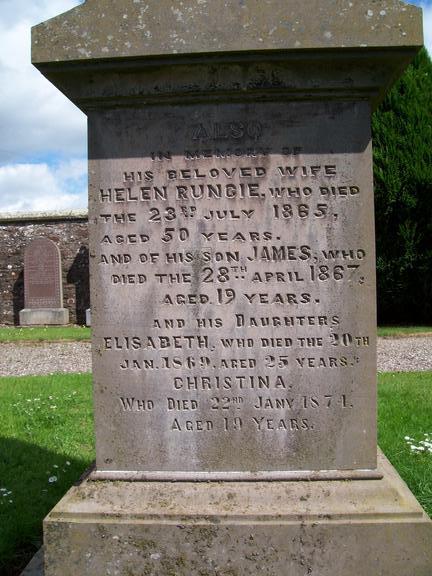 ALSO
IN MEMORY OF
HIS BELOVED WIFE
HELEN RUNCIE, WHO DIED
THE 23RD JULY 1865,
AGED 50 YEARS.
AND OF HIS SON JAMES, WHO
DIED THE 28TH APRIL 1867,
AGED 19 YEARS.
AND HIS DAUGHTERS
ELISABETH, WHO DIED THE 20TH
JAN. 1869. AGED 25 YEARS.
CHRISTINA.
WHO DIED 22ND JANY 1874.
AGED 19 YEARS.